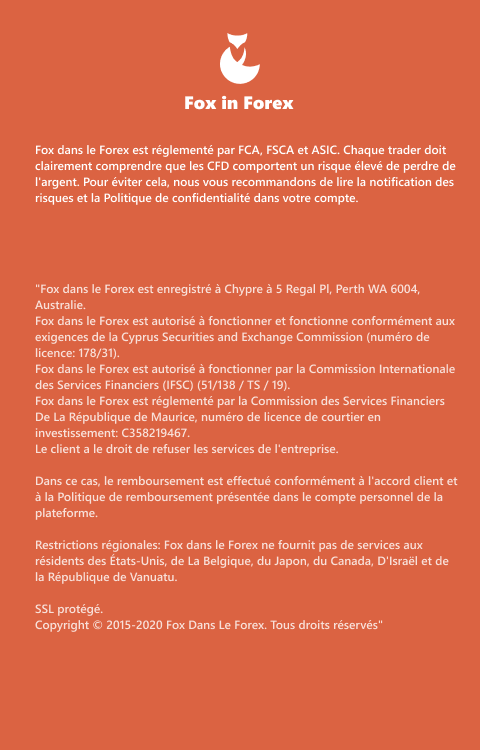 Fox in Forex
Fox dans le Forex est réglementé par FCA, FSCA et ASIC. Chaque trader doit
clairement comprendre que les CFD comportent un risque élevé de perdre de
l'argent. Pour éviter cela, nous vous recommandons de lire la notification des
risques et la Politique de confidentialité dans votre compte.
"Fox dans le Forex est enregistré à Chypre à 5 Regal Pl, Perth WA 6004,
Australie.
Fox dans le Forex est autorisé à fonctionner et fonctionne conformément aux
exigences de la Cyprus Securities and Exchange Commission (numéro de
licence: 178/31).
Fox dans le Forex est autorisé à fonctionner par la Commission Internationale
des Services Financiers (IFSC) (51/138 / TS / 19).
Fox dans le Forex est réglementé par la Commission des Services Financiers
De La République de Maurice, numéro de licence de courtier en
investissement: C358219467.
Le client a le droit de refuser les services de l'entreprise.
Dans ce cas, le remboursement est effectué conformément à l'accord client et
à la Politique de remboursement présentée dans le compte personnel de la
plateforme.
Restrictions régionales: Fox dans le Forex ne fournit pas de services aux
résidents des États-Unis, de La Belgique, du Japon, du Canada, D'Israël et de
la République de Vanuatu.
SSL protégé.
Copyright © 2015-2020 Fox Dans Le Forex. Tous droits réservés"